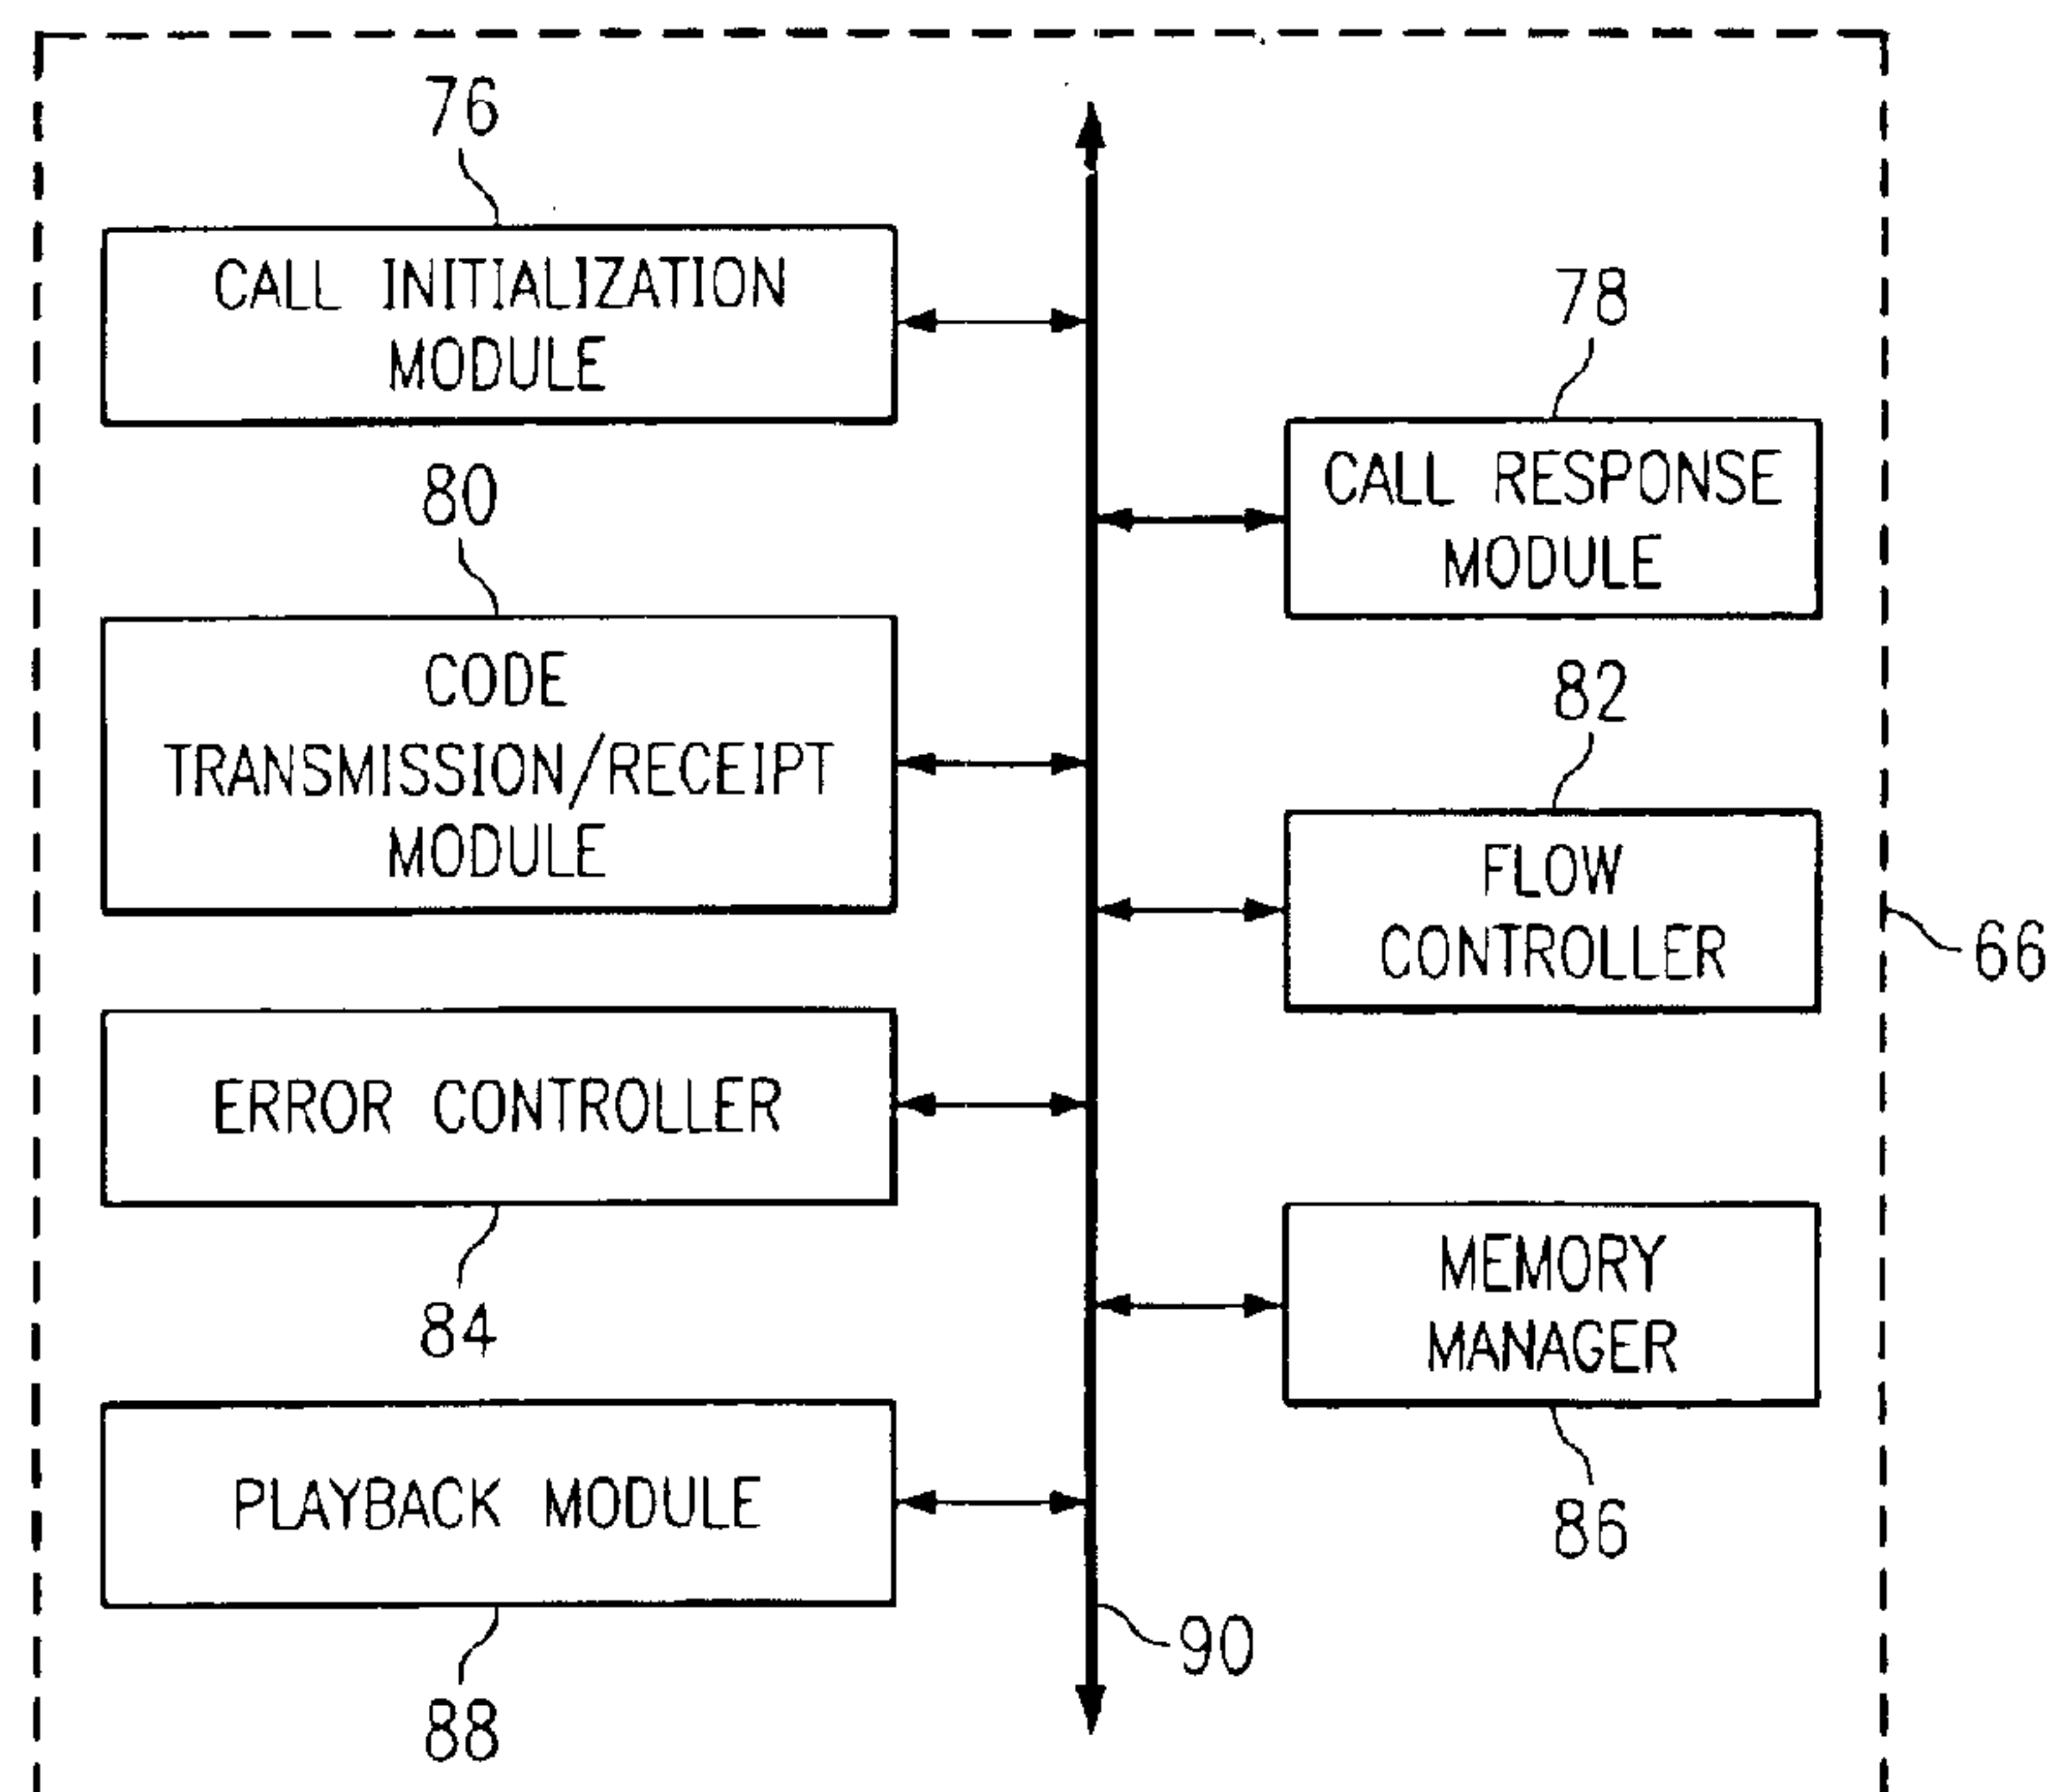 76
CALL INITIALIZATION
MODULE
78
CALL RESPONSE
MODULE
80
CODE
TRANSMISSION/RECEIPT
MODULE
82
FLOW
CONTROLLER
66
ERROR CONTROLLER
84
MEMORY
MANAGER
86
PLAYBACK MODULE
88
90